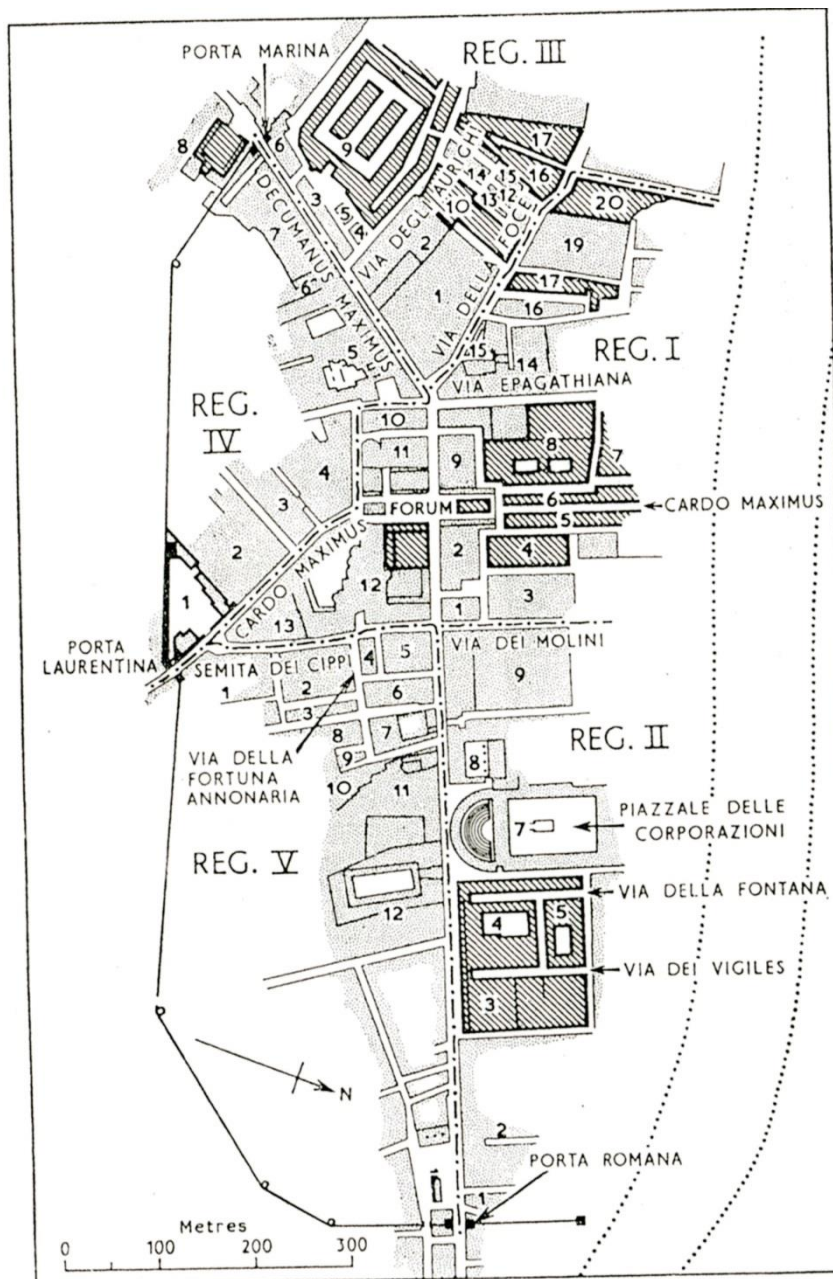 PORTA MARINA
REG. III
8
6
9
17
3
5
4
DECUMANUS MAXIMUS
7
6
VIA DEGLI AURIGHI
14
15
16
10
13
12
20
2
VIA DELLA FOCE
19
1
17
16
5
15
14
REG. I
VIA EPAGATHIANA
REG.
IV
10
11
9
8
7
4
6
CARDO MAXIMUS
3
FORUM
5
2
CARDO MAXIMUS
2
4
12
1
1
3
13
PORTA
LAURENTINA
SEMITA DEI CIPPI
4
5
VIA DEI MOLINI
1
2
6
9
3
8
7
9
REG. II
VIA DELLA
FORTUNA
ANNONARIA
8
10
11
PIAZZALE DELLE
CORPORAZIONI
7
REG. V
12
VIA DELLA FONTANA
4
5
VIA DEI VIGILES
3
N
2
PORTA ROMANA
1
1
Metres
0
100
200
300